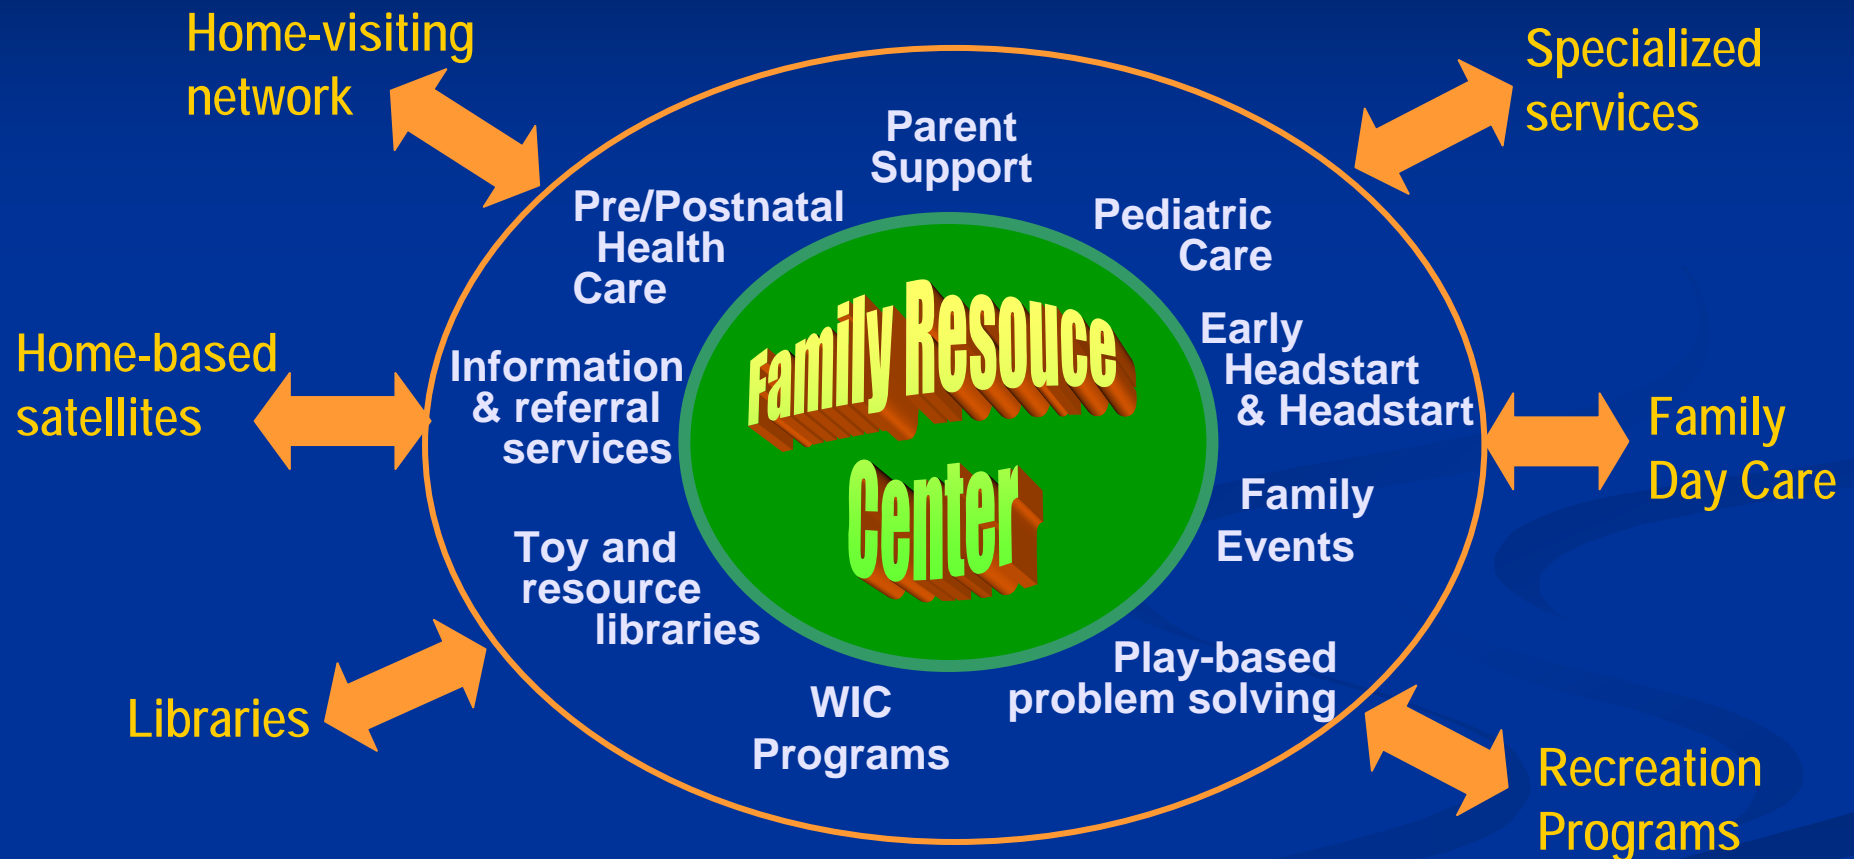 Home-visiting
network
Specialized
services
Parent
Support
Pre/Postnatal
Health
Care
Pediatric
Care
Family Resouce
Center
Early
Headstart
& Headstart
Home-based
satellites
Information
& referral
services
Family
Day Care
Family
Events
Toy and
resource
libraries
Play-based
problem solving
WIC
Programs
Libraries
Recreation
Programs